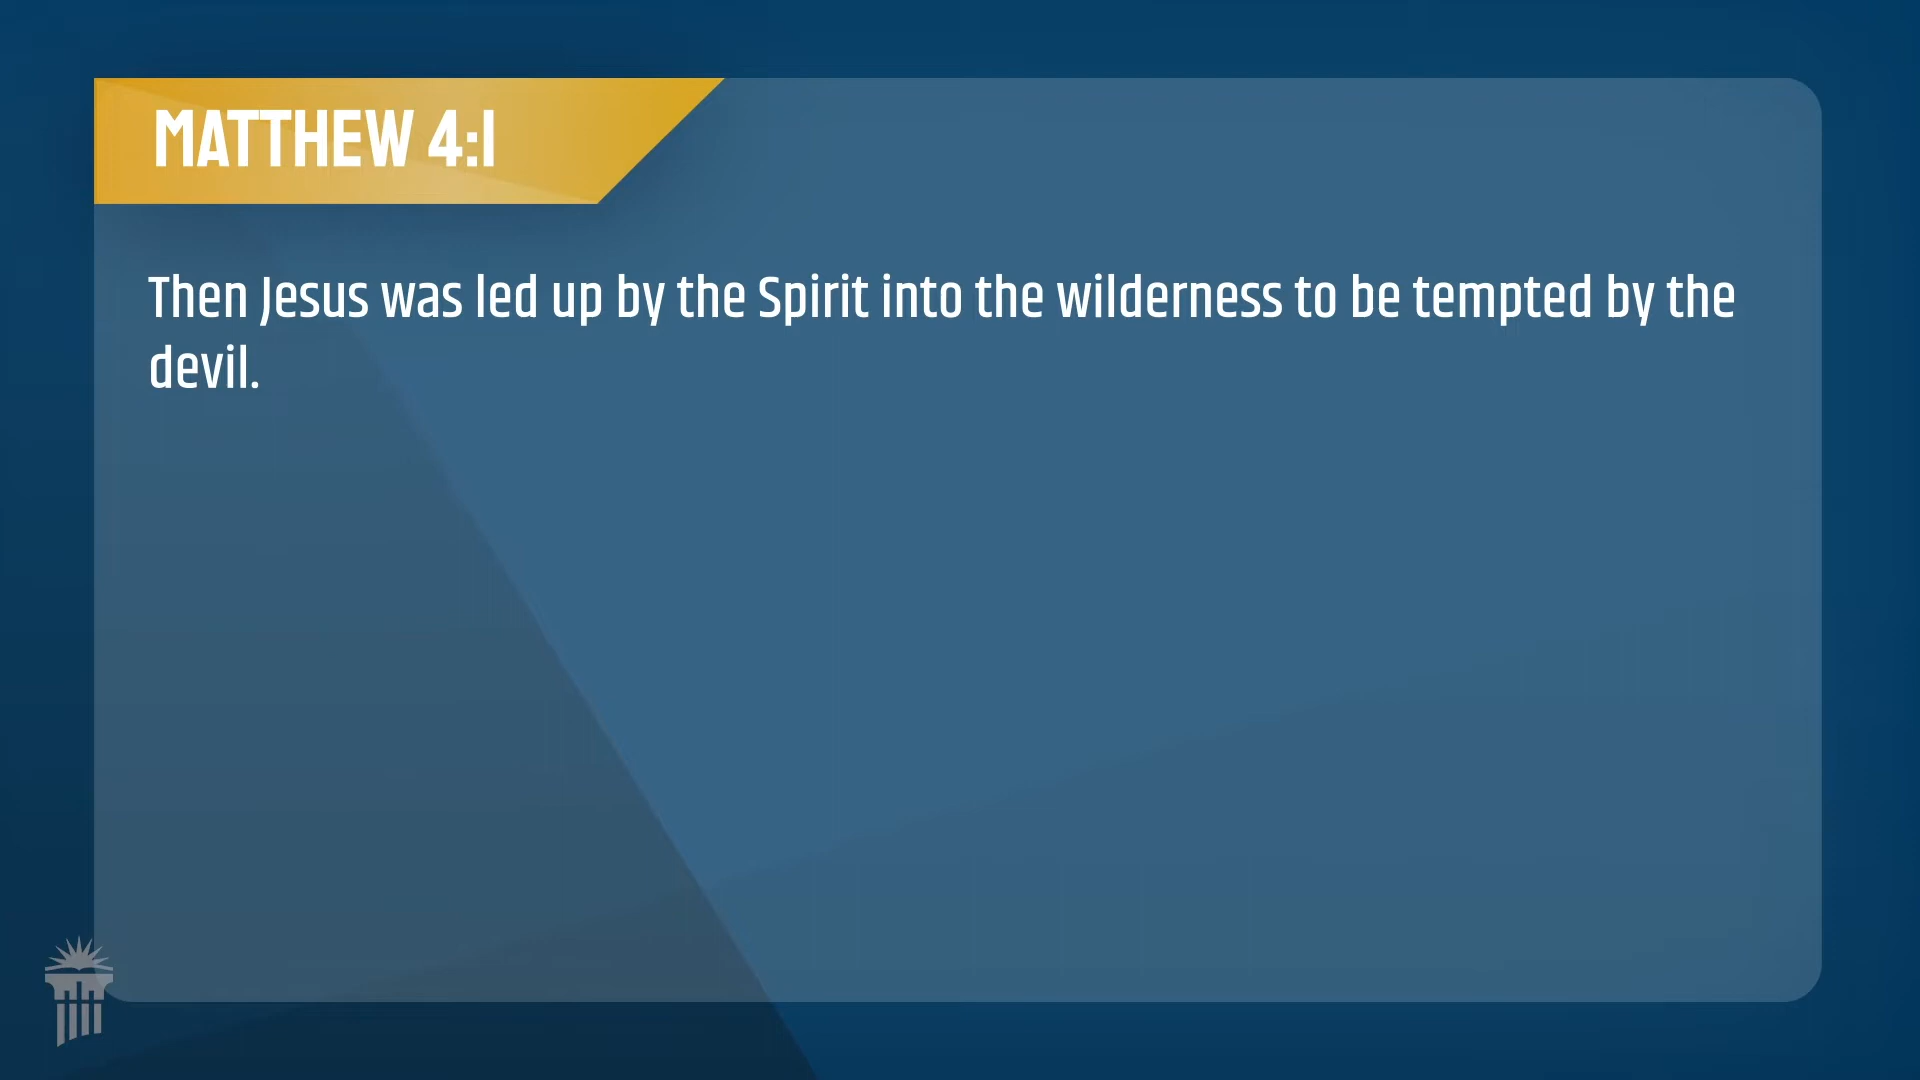 MATTHEW 4:1
Then Jesus was led up by the Spirit into the wilderness to be tempted by the
devil.